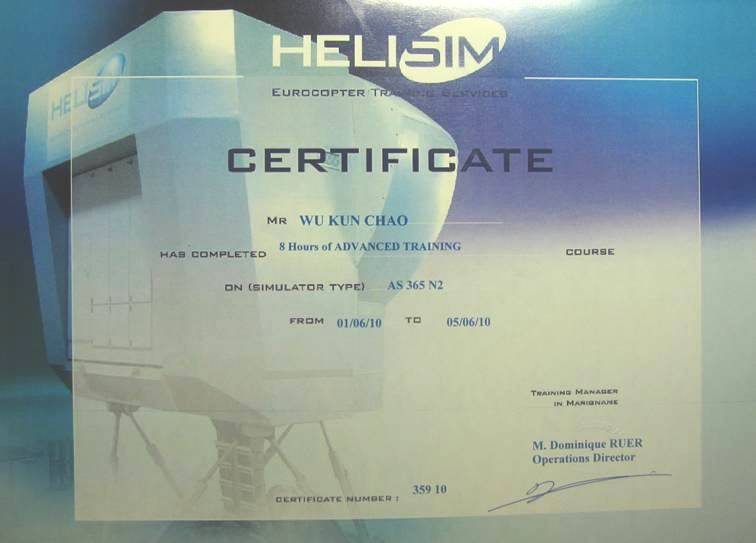 HELISIM
HELISIM
EUROCOPTER TRAINING SERVICES
CERTIFICATE
MR WU KUN CHAO
HAS COMPLETED 8 Hours of ADVANCED TRAINING COURSE
ON (SIMULATOR TYPE) AS 365 N2
FROM 01/06/10 TO 05/06/10
TRAINING MANAGER
IN MARIGNANE
M. Dominique RUER
Operations Director
CERTIFICATE NUMBER : 359 10